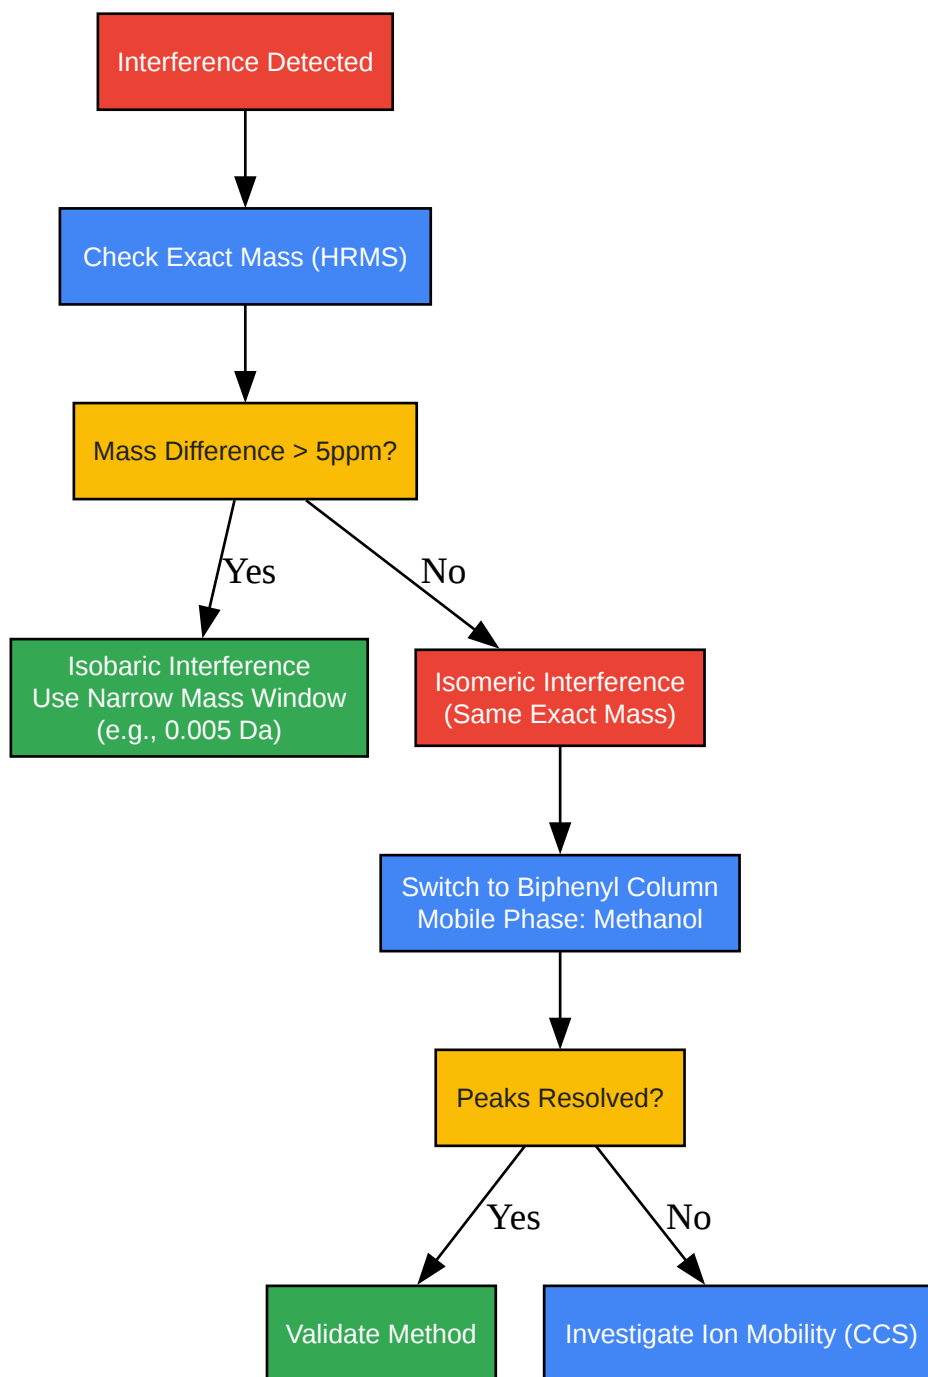 Interference Detected
Check Exact Mass (HRMS)
Mass Difference > 5ppm?
Yes
No
Isobaric Interference
Use Narrow Mass Window
(e.g., 0.005 Da)
Isomeric Interference
(Same Exact Mass)
Switch to Biphenyl Column
Mobile Phase: Methanol
Peaks Resolved?
Yes
No
Validate Method
Investigate Ion Mobility (CCS)